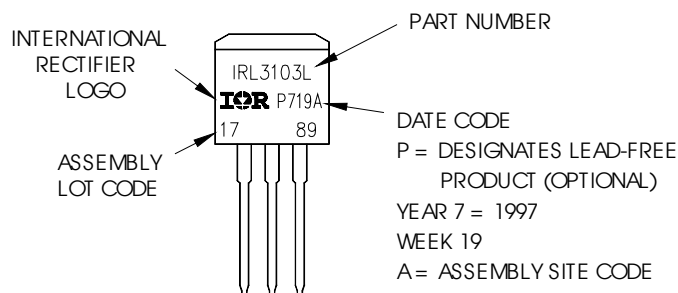 INTERNATIONAL
RECTIFIER
LOGO
ASSEMBLY
LOT CODE
IRL3103L
IOR P719A
17 89
PART NUMBER
DATE CODE
P = DESIGNATES LEAD-FREE
PRODUCT (OPTIONAL)
YEAR 7 = 1997
WEEK 19
A = ASSEMBLY SITE CODE